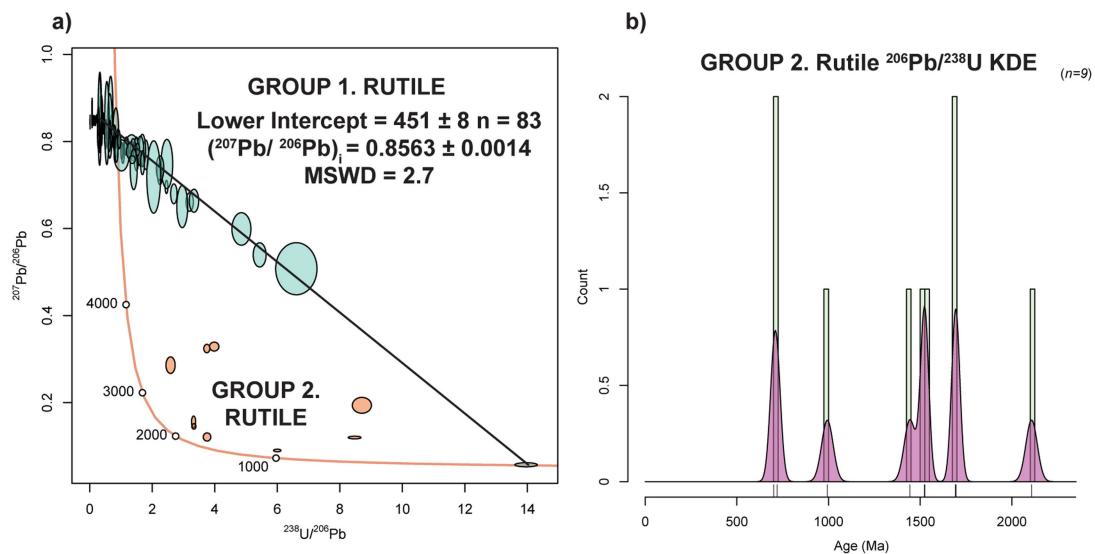 a)
GROUP 1. RUTILE
Lower Intercept = 451 ± 8 n = 83
(²⁰⁷Pb/ ²⁰⁶Pb)ᵢ = 0.8563 ± 0.0014
MSWD = 2.7
1.0
0.8
0.6
0.4
0.2
²⁰⁷Pb/²⁰⁶Pb
4000
3000
2000
1000
GROUP 2.
RUTILE
0 2 4 6 8 10 12 14
²³⁸U/²⁰⁶Pb
b)
GROUP 2. Rutile ²⁰⁶Pb/²³⁸U KDE
(n=9)
2
1.5
1
0.5
0
Count
0 500 1000 1500 2000
Age (Ma)